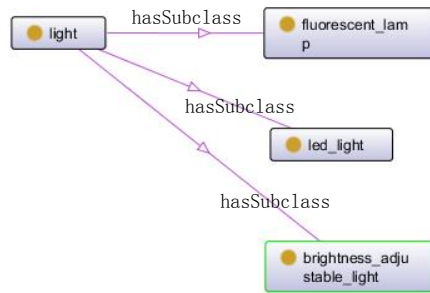 hasSubclass
light
fluorescent_lam
p
hasSubclass
led_light
hasSubclass
brightness_adju
stable_light